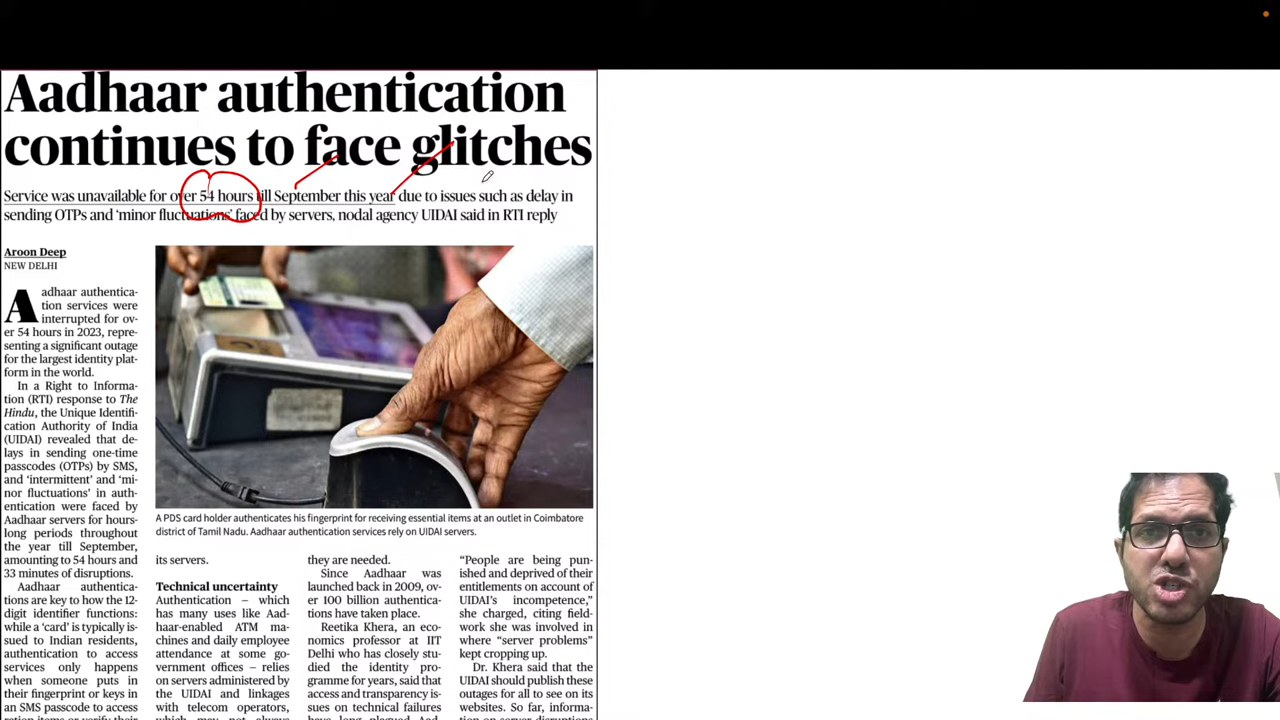 Aadhaar authentication
continues to face glitches
Service was unavailable for over 54 hours till September this year due to issues such as delay in
sending OTPs and ‘minor fluctuations’ faced by servers, nodal agency UIDAI said in RTI reply
Aroon Deep
NEW DELHI
Aadhaar authentica-
tion services were
interrupted for ov-
er 54 hours in 2023, repre-
senting a significant outage
for the largest identity plat-
form in the world.
In a Right to Informa-
tion (RTI) response to The
Hindu, the Unique Identifi-
cation Authority of India
(UIDAI) revealed that de-
lays in sending one-time
passcodes (OTPs) by SMS,
and ‘intermittent’ and ‘mi-
nor fluctuations’ in auth-
entication were faced by
Aadhaar servers for hours-
long periods throughout
the year till September,
amounting to 54 hours and
33 minutes of disruptions.
Aadhaar authentica-
tions are key to how the 12-
digit identifier functions:
while a ‘card’ is typically is-
sued to Indian residents,
authentication to access
services only happens
when someone puts in
their fingerprint or keys in
an SMS passcode to access
ration items or verify their
A PDS card holder authenticates his fingerprint for receiving essential items at an outlet in Coimbatore
district of Tamil Nadu. Aadhaar authentication services rely on UIDAI servers.
its servers.
Technical uncertainty
Authentication – which
has many uses like Aad-
haar-enabled ATM ma-
chines and daily employee
attendance at some go-
vernment offices – relies
on servers administered by
the UIDAI and linkages
with telecom operators,
which may not always
they are needed.
Since Aadhaar was
launched back in 2009, ov-
er 100 billion authentica-
tions have taken place.
Reetika Khera, an eco-
nomics professor at IIT
Delhi who has closely stu-
died the identity pro-
gramme for years, said that
access and transparency is-
sues on technical failures
have long plagued Aad-
“People are being pun-
ished and deprived of their
entitlements on account of
UIDAI’s incompetence,”
she charged, citing field-
work she was involved in
where “server problems”
kept cropping up.
Dr. Khera said that the
UIDAI should publish these
outages for all to see on its
websites. So far, informa-
tion on server disruptions